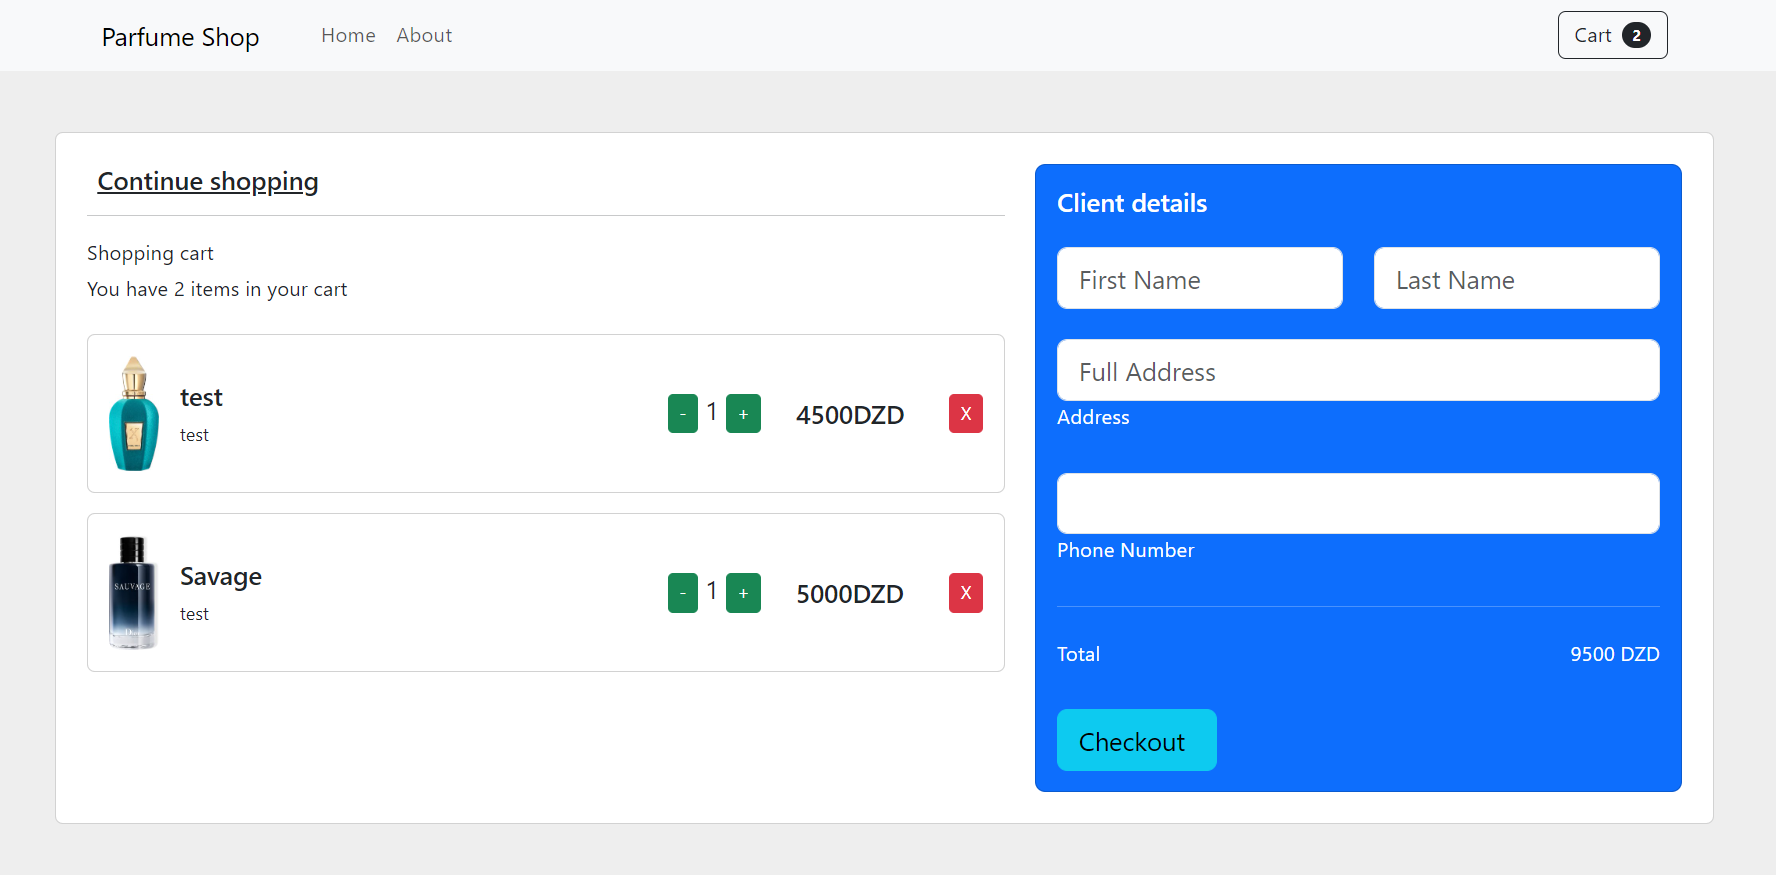 Parfume Shop Home About Cart 2
Continue shopping
Shopping cart
You have 2 items in your cart
test
test
- 1 + 4500DZD X
SAUVAGE
Dior
Savage
test
- 1 + 5000DZD X
Client details
First Name Last Name
Full Address
Address
Phone Number
Total 9500 DZD
Checkout